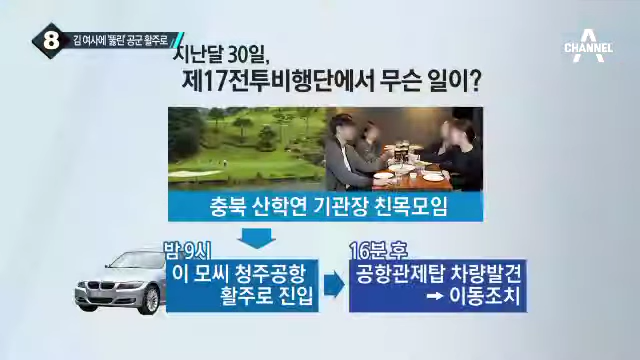 8 김 여사에 '뚫린' 공군 활주로
CHANNEL A
지난달 30일,
제17전투비행단에서 무슨 일이?
충북 산학연 기관장 친목모임
밤 9시
이 모씨 청주공항
활주로 진입
16분 후
공항관제탑 차량발견
➞ 이동조치